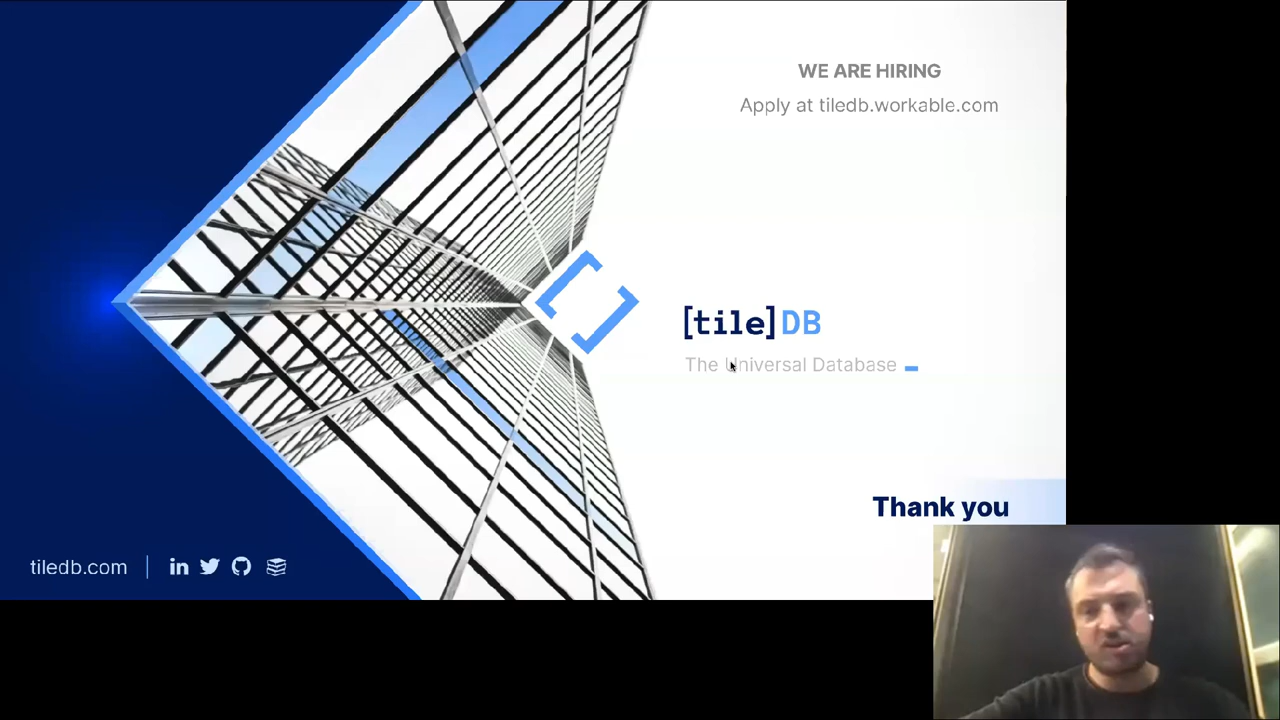 WE ARE HIRING
Apply at tiledb.workable.com
[tile]DB
The Universal Database
Thank you
tiledb.com